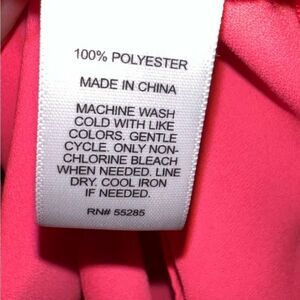 100% POLYESTER
MADE IN CHINA
MACHINE WASH
COLD WITH LIKE
COLORS. GENTLE
CYCLE. ONLY NON-
CHLORINE BLEACH
WHEN NEEDED. LINE
DRY. COOL IRON
IF NEEDED.
RN# 55285